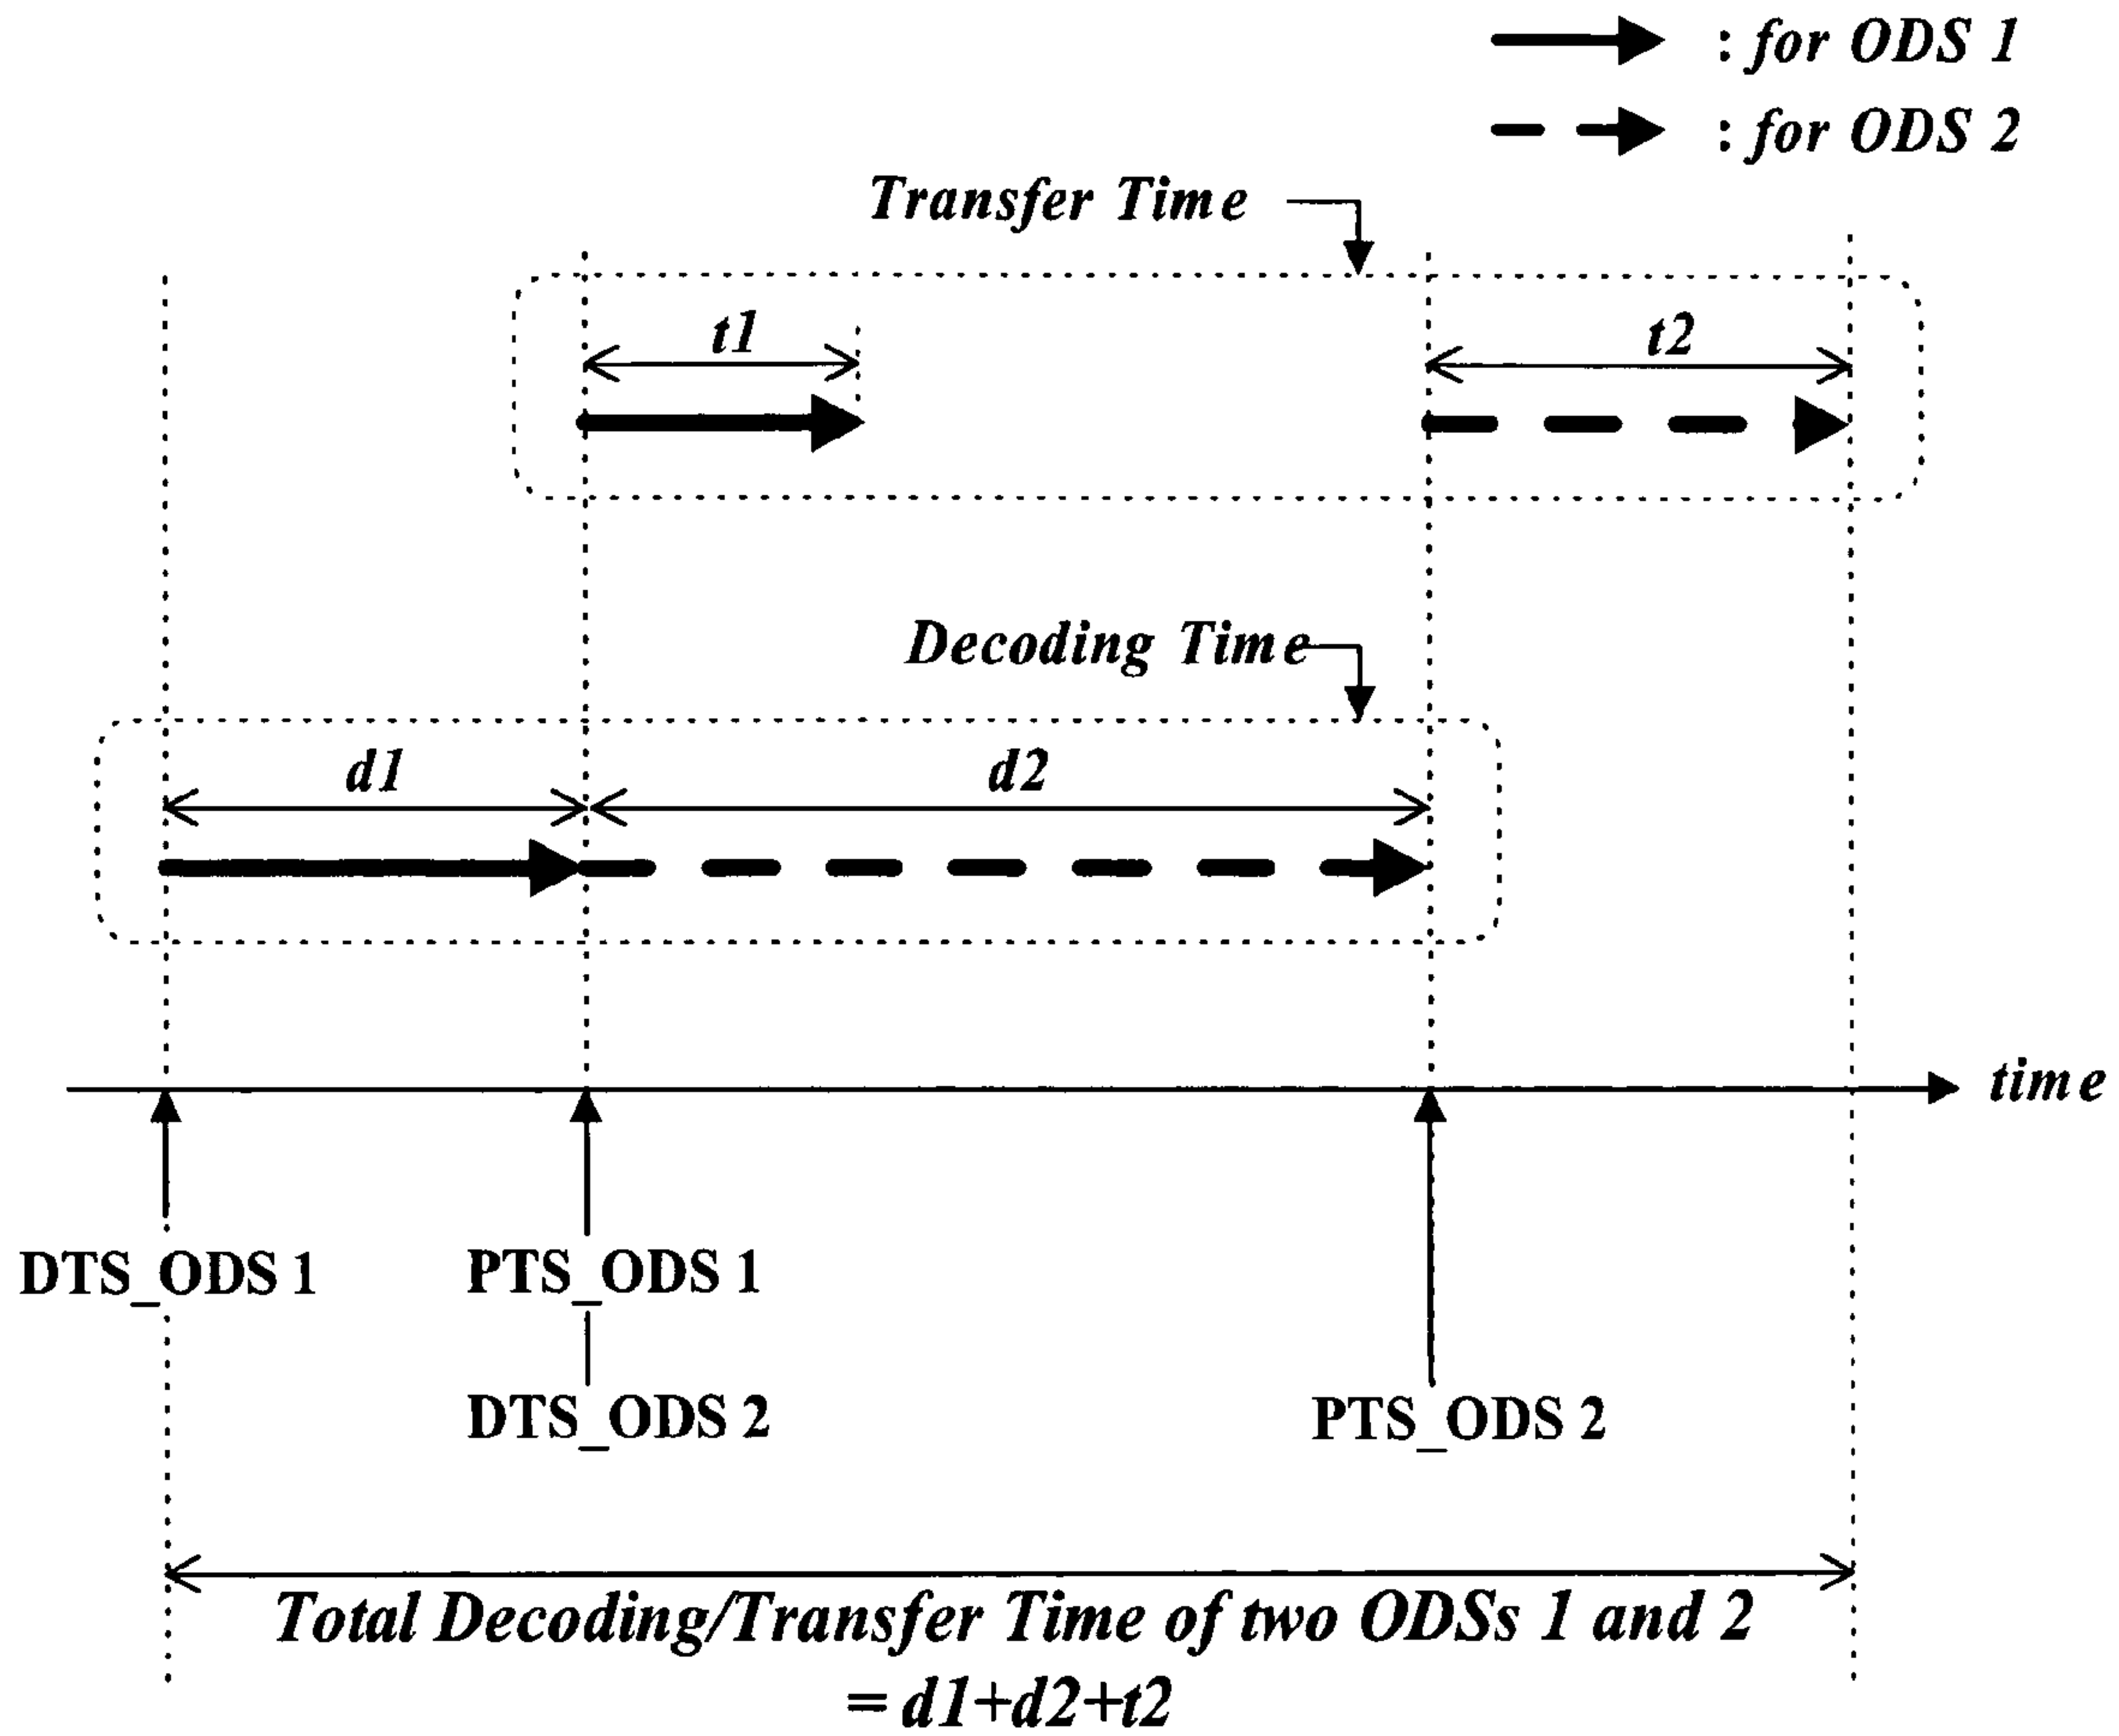 : for ODS 1
: for ODS 2
Transfer Time
t1
t2
Decoding Time
d1
d2
time
DTS_ODS 1
PTS_ODS 1
DTS_ODS 2
PTS_ODS 2
Total Decoding/Transfer Time of two ODSs 1 and 2
= d1+d2+t2